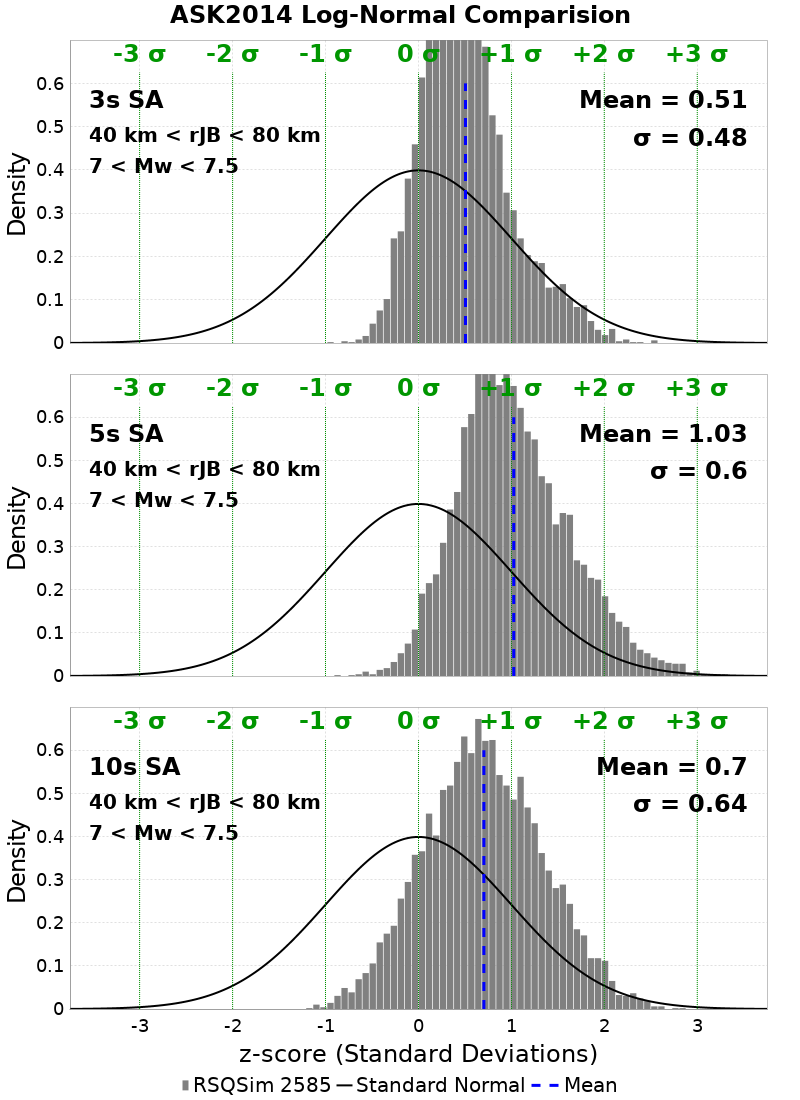 ASK2014 Log-Normal Comparision
-3 σ -2 σ -1 σ 0 σ +1 σ +2 σ +3 σ
3s SA
Mean = 0.51
40 km < rJB < 80 km
σ = 0.48
7 < Mw < 7.5
Density
0.6
0.5
0.4
0.3
0.2
0.1
0
-3 σ -2 σ -1 σ 0 σ +1 σ +2 σ +3 σ
5s SA
Mean = 1.03
40 km < rJB < 80 km
σ = 0.6
7 < Mw < 7.5
Density
0.6
0.5
0.4
0.3
0.2
0.1
0
-3 σ -2 σ -1 σ 0 σ +1 σ +2 σ +3 σ
10s SA
Mean = 0.7
40 km < rJB < 80 km
σ = 0.64
7 < Mw < 7.5
Density
0.6
0.5
0.4
0.3
0.2
0.1
0
-3 -2 -1 0 1 2 3
z-score (Standard Deviations)
RSQSim 2585 Standard Normal Mean